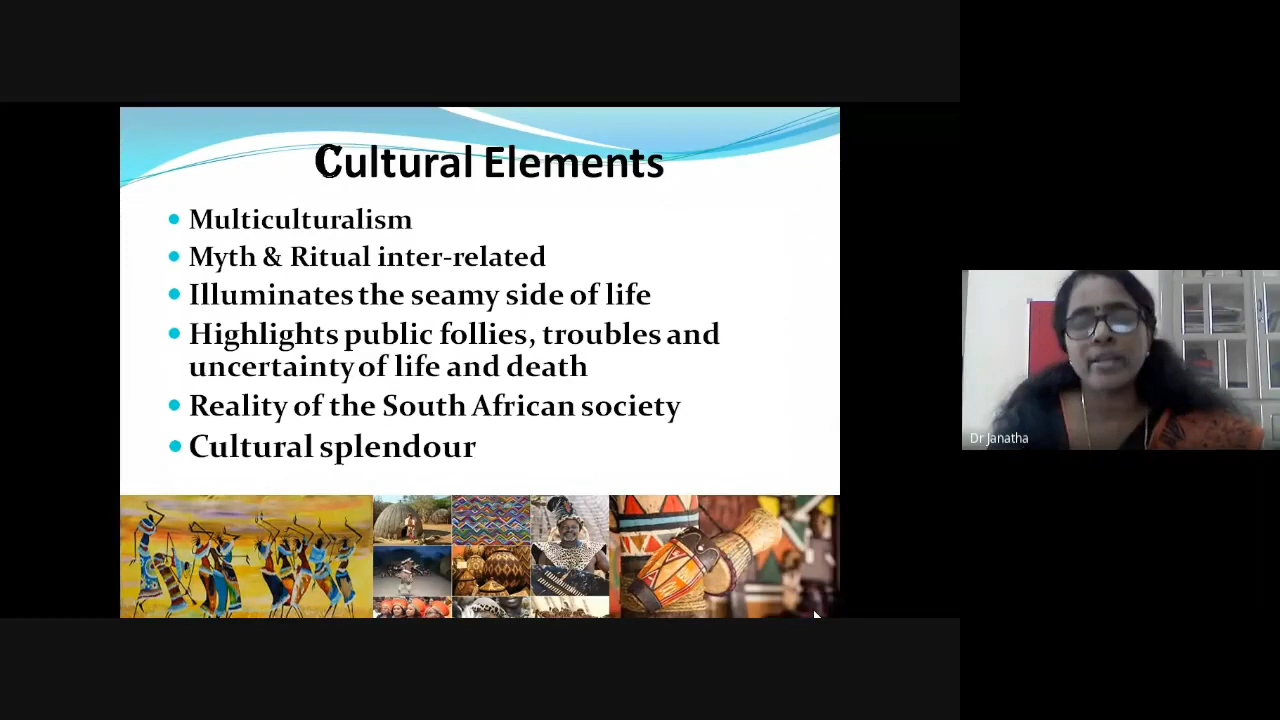 Cultural Elements
Multiculturalism
Myth & Ritual inter-related
Illuminates the seamy side of life
Highlights public follies, troubles and
uncertainty of life and death
Reality of the South African society
Cultural splendour
Dr Janatha